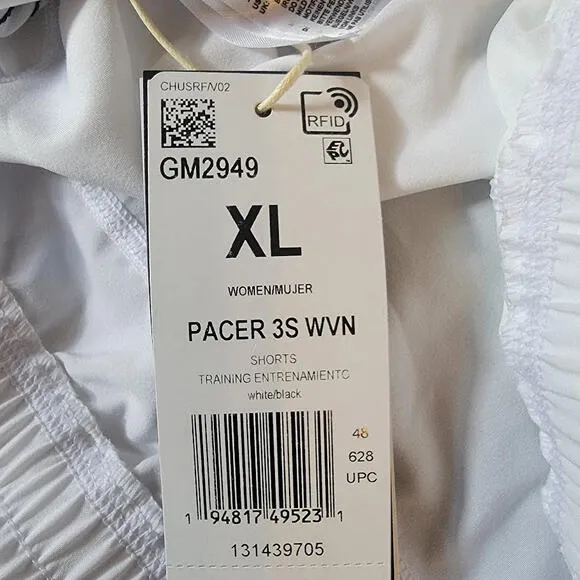 CHUSRF/V02
RFID
GM2949
XL
WOMEN/MUJER
PACER 3S WVN
SHORTS
TRAINING ENTRENAMIENTO
white/black
48
628
UPC
1 94817 49523 1
131439705